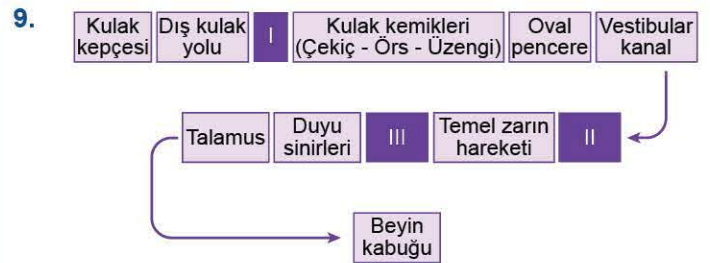 9.
Kulak kepçesi
Dış kulak yolu
I
Kulak kemikleri (Çekiç - Örs - Üzengi)
Oval pencere
Vestibular kanal
II
Temel zarın hareketi
III
Duyu sinirleri
Talamus
Beyin kabuğu